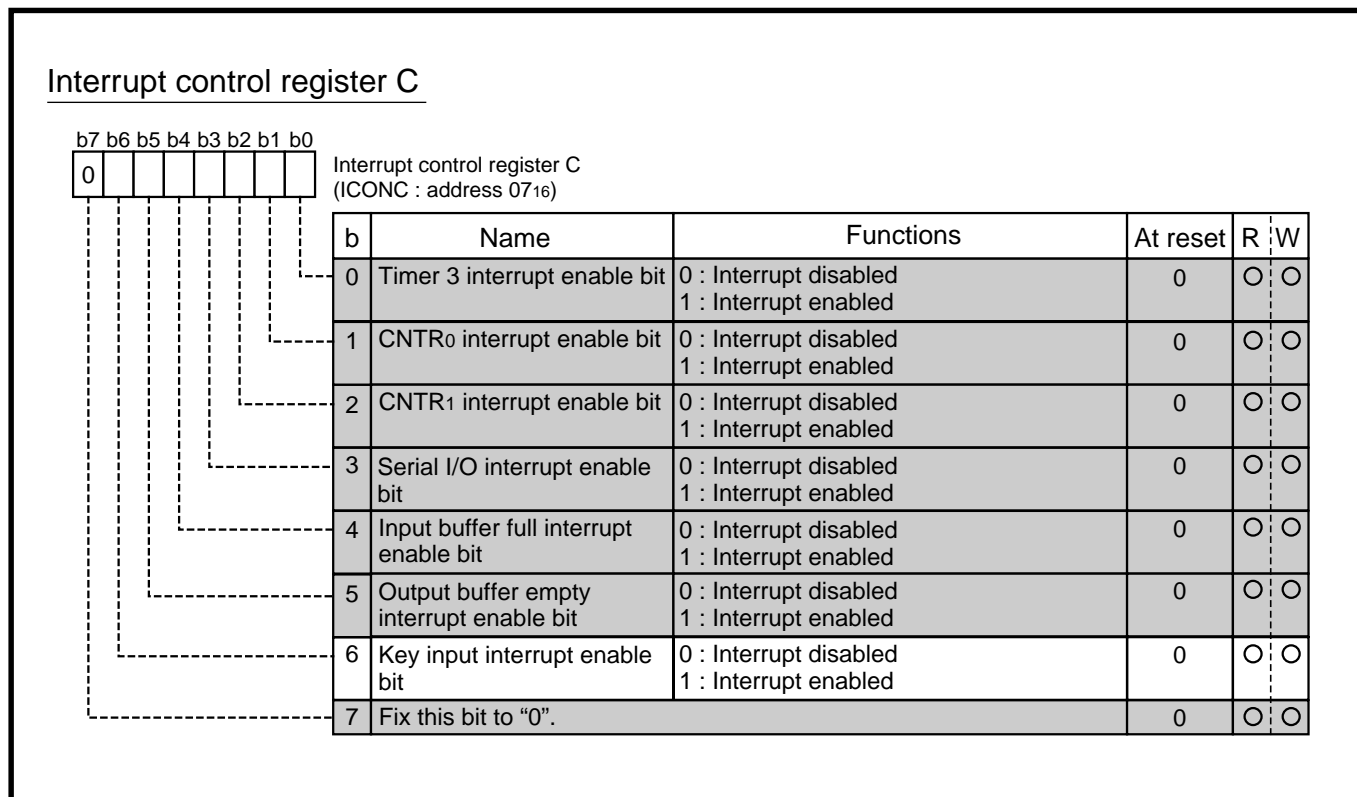 Interrupt control register C
b7 b6 b5 b4 b3 b2 b1 b0
0
Interrupt control register C
(ICONC : address 0716)
b Name Functions At reset R W
0 Timer 3 interrupt enable bit 0 : Interrupt disabled 0 ○ ○
1 : Interrupt enabled
1 CNTR0 interrupt enable bit 0 : Interrupt disabled 0 ○ ○
1 : Interrupt enabled
2 CNTR1 interrupt enable bit 0 : Interrupt disabled 0 ○ ○
1 : Interrupt enabled
3 Serial I/O interrupt enable 0 : Interrupt disabled 0 ○ ○
bit 1 : Interrupt enabled
4 Input buffer full interrupt 0 : Interrupt disabled 0 ○ ○
enable bit 1 : Interrupt enabled
5 Output buffer empty 0 : Interrupt disabled 0 ○ ○
interrupt enable bit 1 : Interrupt enabled
6 Key input interrupt enable 0 : Interrupt disabled 0 ○ ○
bit 1 : Interrupt enabled
7 Fix this bit to “0”. 0 ○ ○